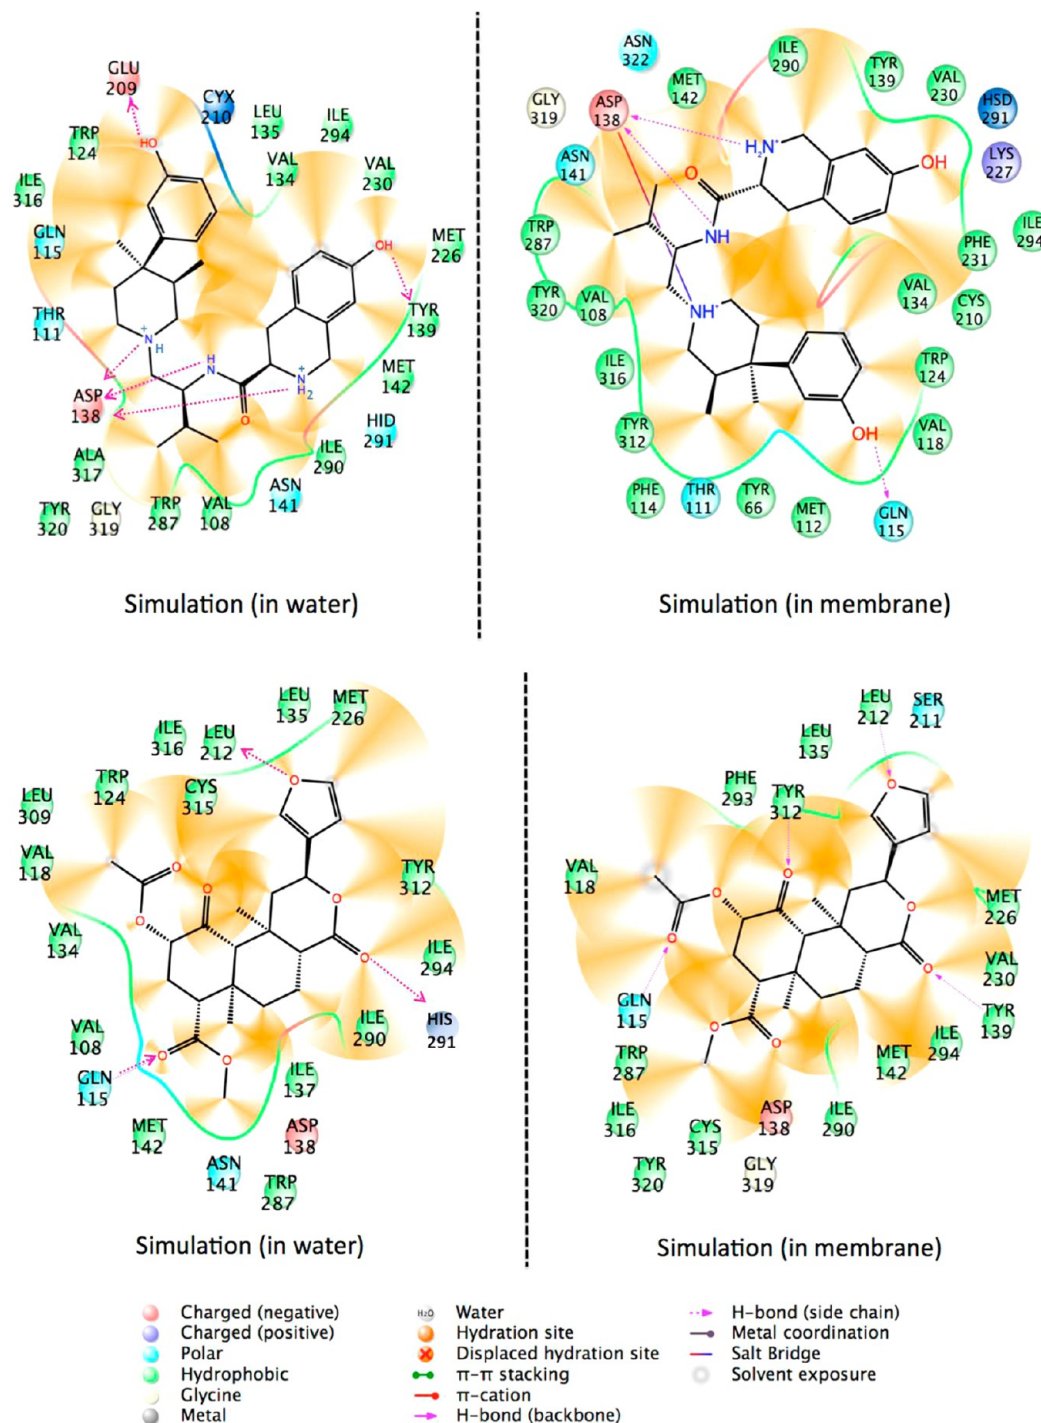 GLU
209
CYX
210
LEU
135
ILE
294
TRP
124
VAL
134
VAL
230
ILE
316
HO
GLN
115
OH
MET
226
THR
111
TYR
139
N
H
H
N
MET
142
ASP
138
N
H2
O
HID
291
ALA
317
ILE
290
ASN
141
TYR
320
GLY
319
TRP
287
VAL
108
Simulation (in water)
ASN
322
ILE
290
TYR
139
VAL
230
MET
142
GLY
319
ASP
138
HSD
291
H2N+
OH
LYS
227
ASN
141
O
NH
TRP
287
PHE
231
ILE
294
TYR
320
VAL
108
NH+
VAL
134
CYS
210
ILE
316
TRP
124
TYR
312
OH
VAL
118
PHE
114
THR
111
TYR
66
MET
112
GLN
115
Simulation (in membrane)
LEU
135
MET
226
ILE
316
LEU
212
TRP
124
CYS
315
O
LEU
309
VAL
118
O
O
TYR
312
O
O
VAL
134
O
ILE
294
VAL
108
ILE
290
HIS
291
O
O
GLN
115
ILE
137
MET
142
ASP
138
ASN
141
TRP
287
Simulation (in water)
LEU
212
SER
211
LEU
135
PHE
293
TYR
312
O
VAL
118
O
O
O
MET
226
O
O
VAL
230
GLN
115
O
O
TYR
139
TRP
287
MET
142
ILE
294
ILE
316
CYS
315
ASP
138
ILE
290
TYR
320
GLY
319
Simulation (in membrane)
Charged (negative)
Charged (positive)
Polar
Hydrophobic
Glycine
Metal
H₂O Water
Hydration site
Displaced hydration site
π-π stacking
π-cation
H-bond (backbone)
H-bond (side chain)
Metal coordination
Salt Bridge
Solvent exposure